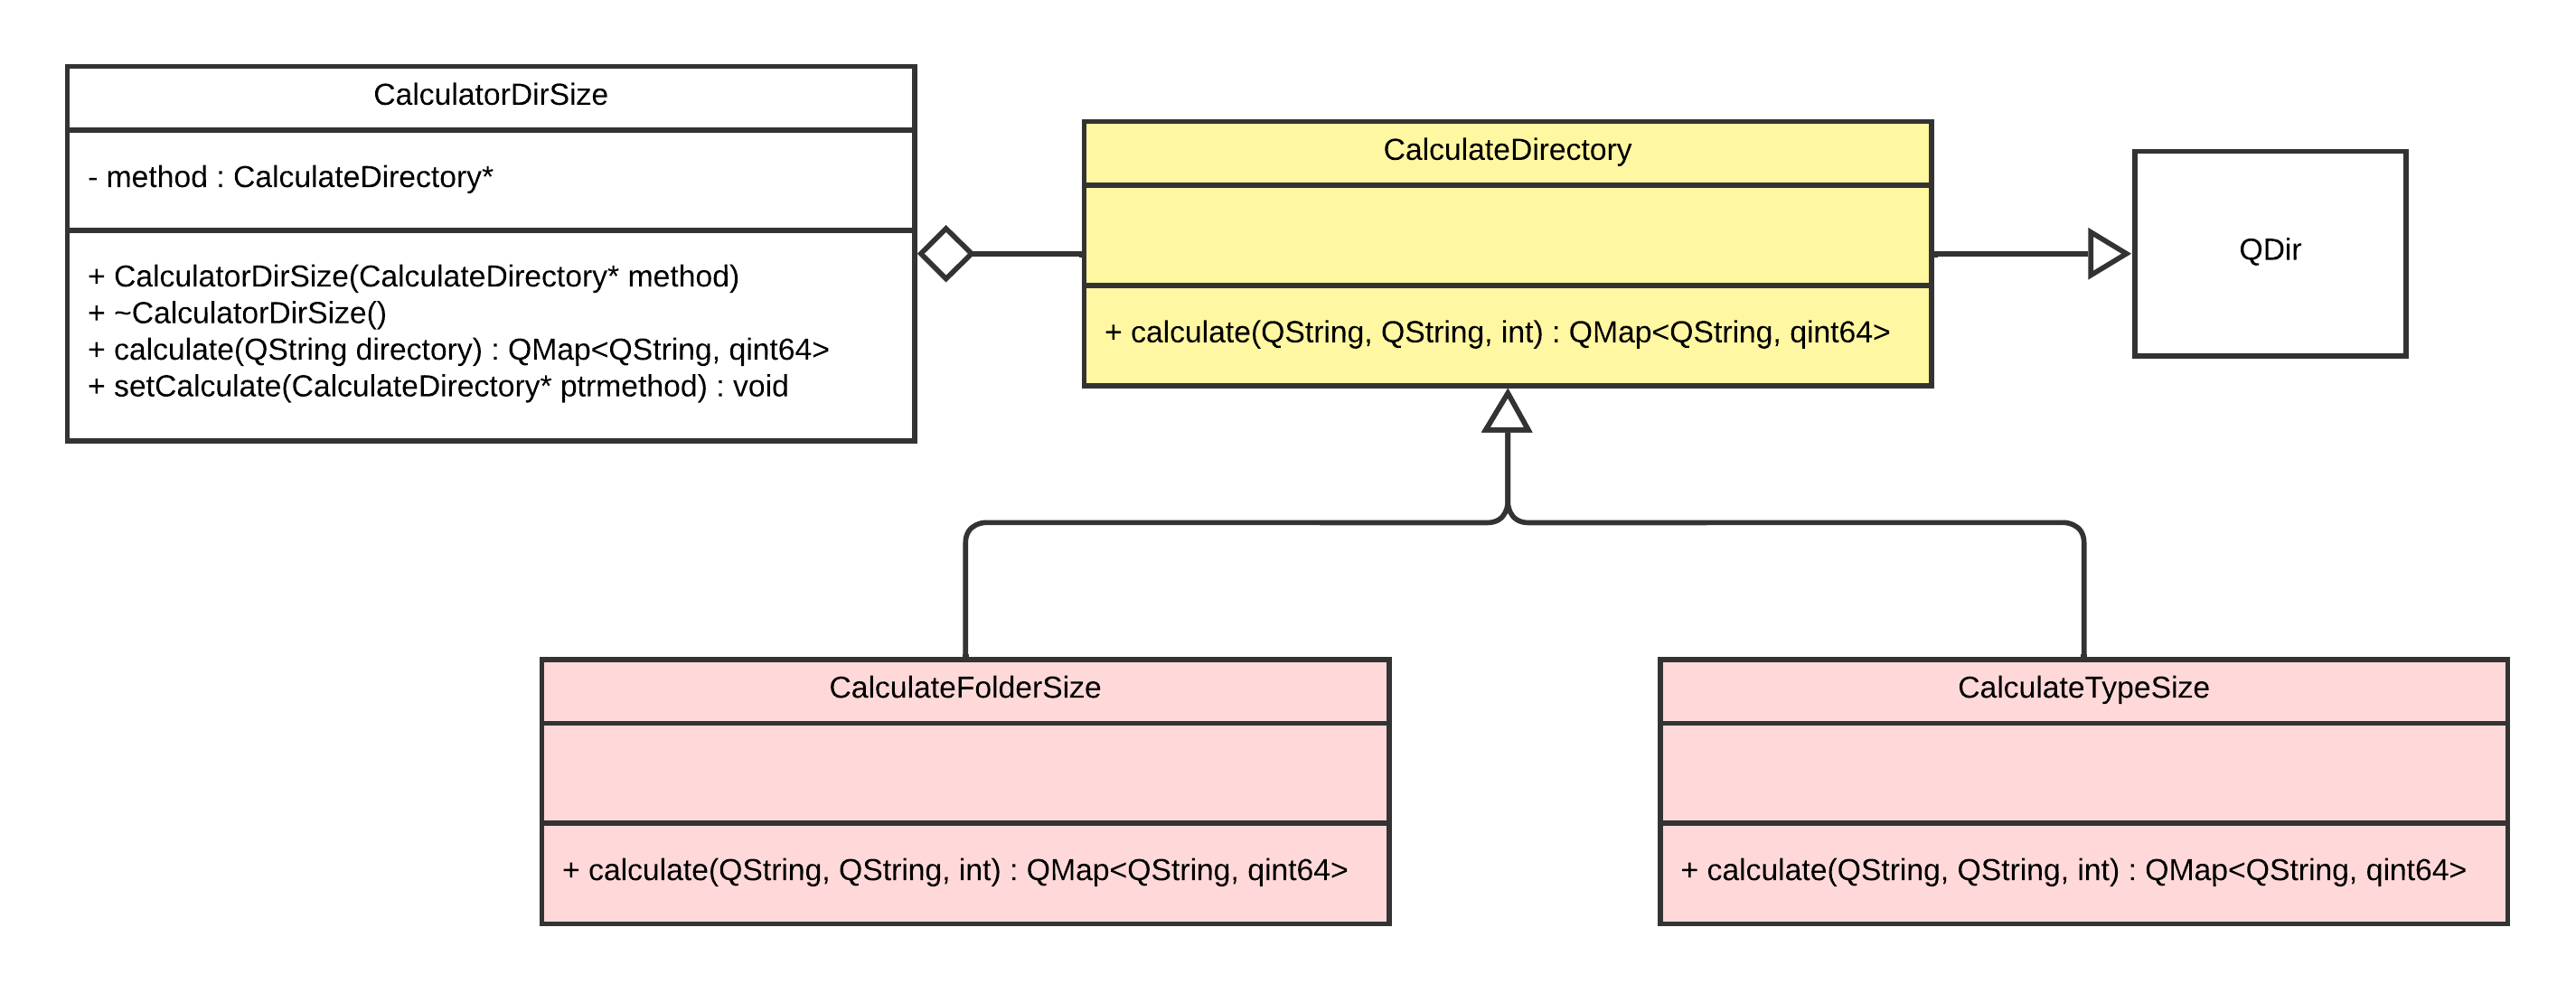 CalculatorDirSize
- method : CalculateDirectory*
+ CalculatorDirSize(CalculateDirectory* method)
+ ~CalculatorDirSize()
+ calculate(QString directory) : QMap<QString, qint64>
+ setCalculate(CalculateDirectory* ptrmethod) : void
CalculateDirectory
+ calculate(QString, QString, int) : QMap<QString, qint64>
QDir
CalculateFolderSize
+ calculate(QString, QString, int) : QMap<QString, qint64>
CalculateTypeSize
+ calculate(QString, QString, int) : QMap<QString, qint64>